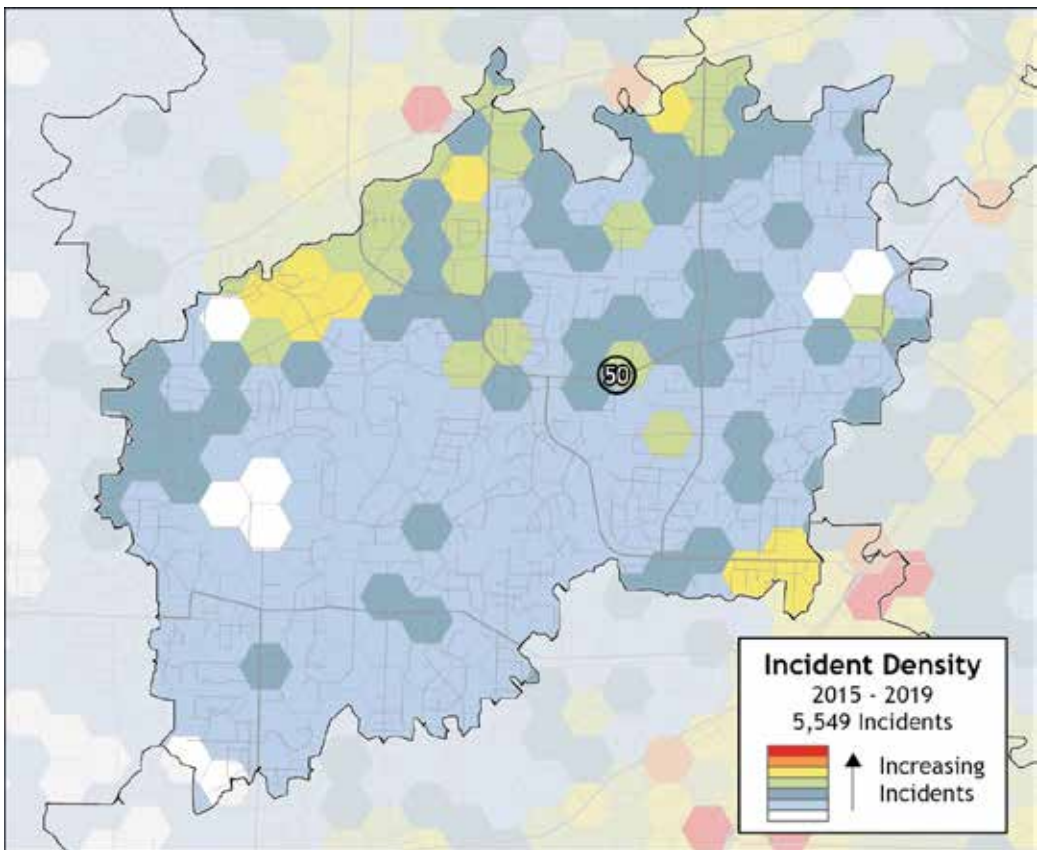 50
Incident Density
2015 - 2019
5,549 Incidents
Increasing
Incidents